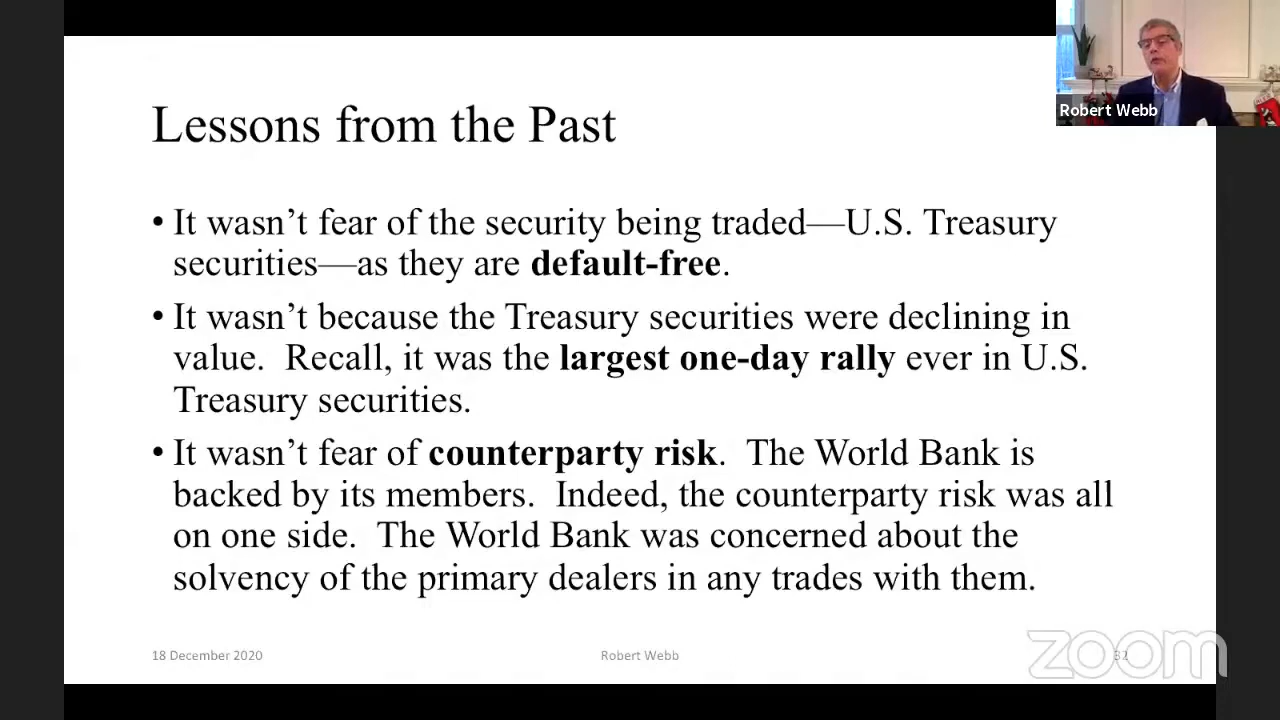 Robert Webb
Lessons from the Past
• It wasn’t fear of the security being traded—U.S. Treasury
securities—as they are default-free.
• It wasn’t because the Treasury securities were declining in
value.  Recall, it was the largest one-day rally ever in U.S.
Treasury securities.
• It wasn’t fear of counterparty risk.  The World Bank is
backed by its members.  Indeed, the counterparty risk was all
on one side.  The World Bank was concerned about the
solvency of the primary dealers in any trades with them.
18 December 2020
Robert Webb
32
zoom